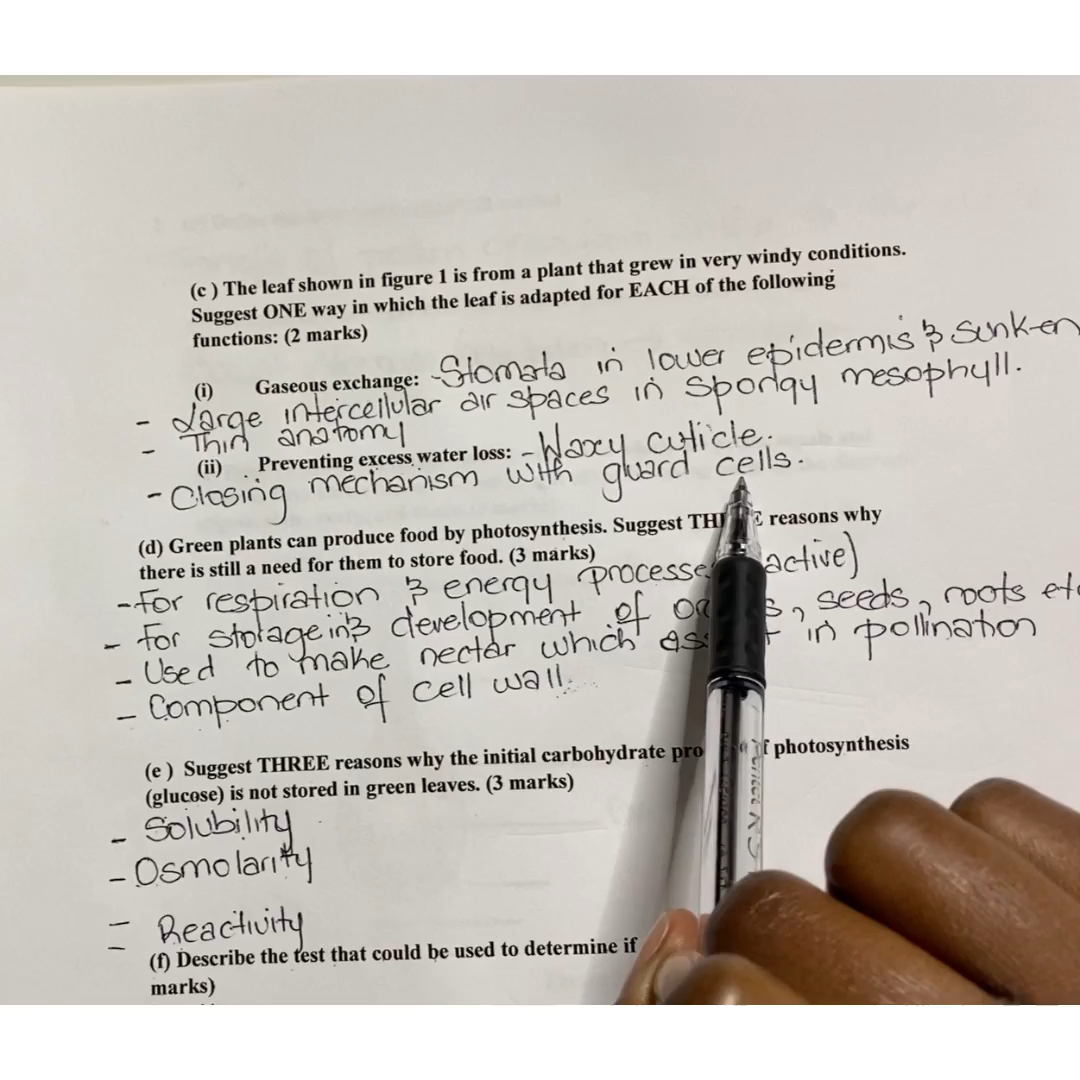 (c ) The leaf shown in figure 1 is from a plant that grew in very windy conditions.
Suggest ONE way in which the leaf is adapted for EACH of the following
functions: (2 marks)
(i) Gaseous exchange: -Stomata in lower epidermis & sunken
- Large intercellular air spaces in spongy mesophyll.
- Thin anatomy
(ii) Preventing excess water loss: - Waxy cuticle.
- Closing mechanism with guard cells.
(d) Green plants can produce food by photosynthesis. Suggest reasons why
there is still a need for them to store food. (3 marks)
- For respiration & energy active)
- For storage in & development of seeds, roots etc
- Used to make nectar which in pollination
- Component of cell wall.
(e ) Suggest THREE reasons why the initial carbohydrate photosynthesis
(glucose) is not stored in green leaves. (3 marks)
- Solubility
- Osmolarity
- Reactivity
(f) Describe the test that could be used to determine if
marks)